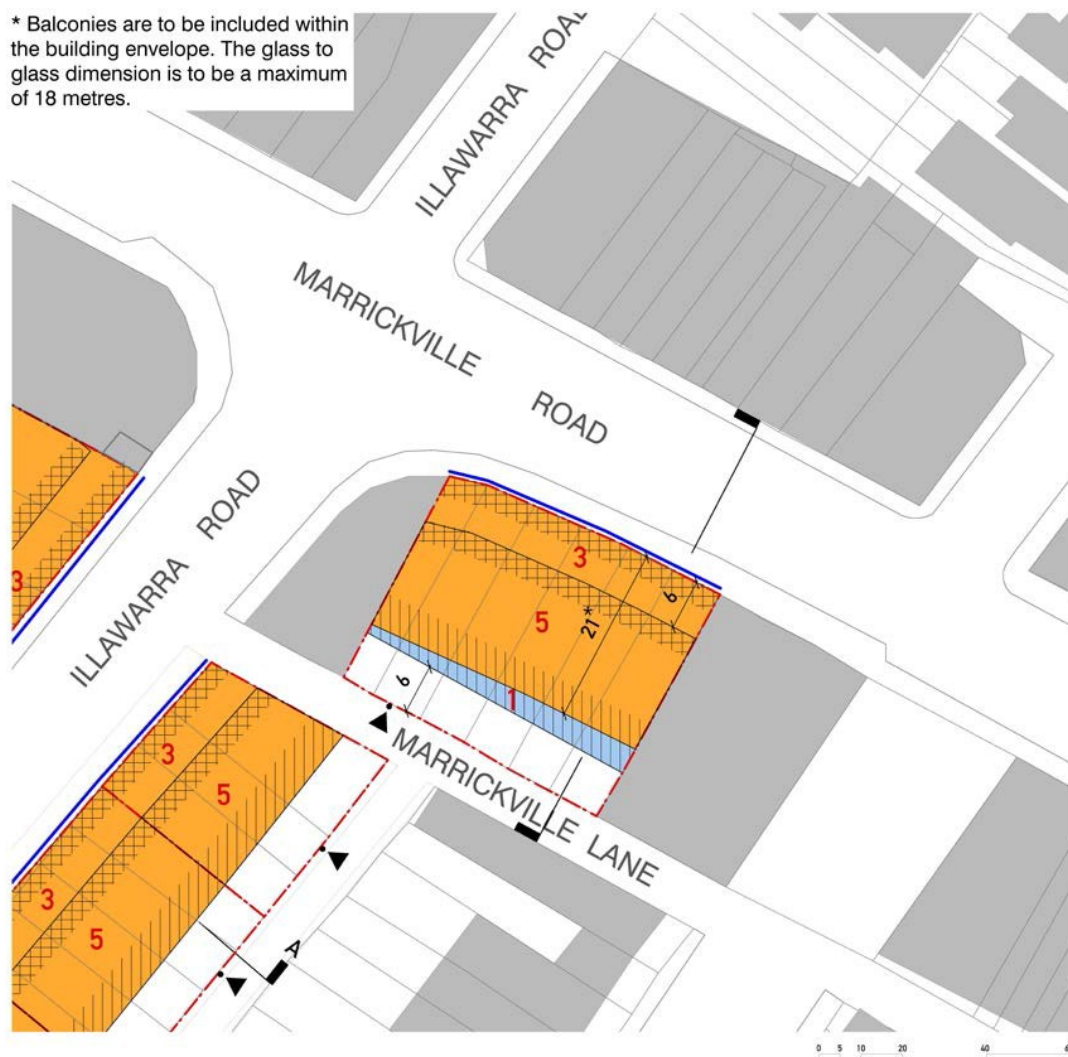 * Balconies are to be included within
the building envelope. The glass to
glass dimension is to be a maximum
of 18 metres.
ILLAWARRA ROAD
MARRICKVILLE
ROAD
ILLAWARRA ROAD
3
3
5
21*
6
6
1
MARRICKVILLE LANE
3
5
3
5
A
0 5 10 20 40